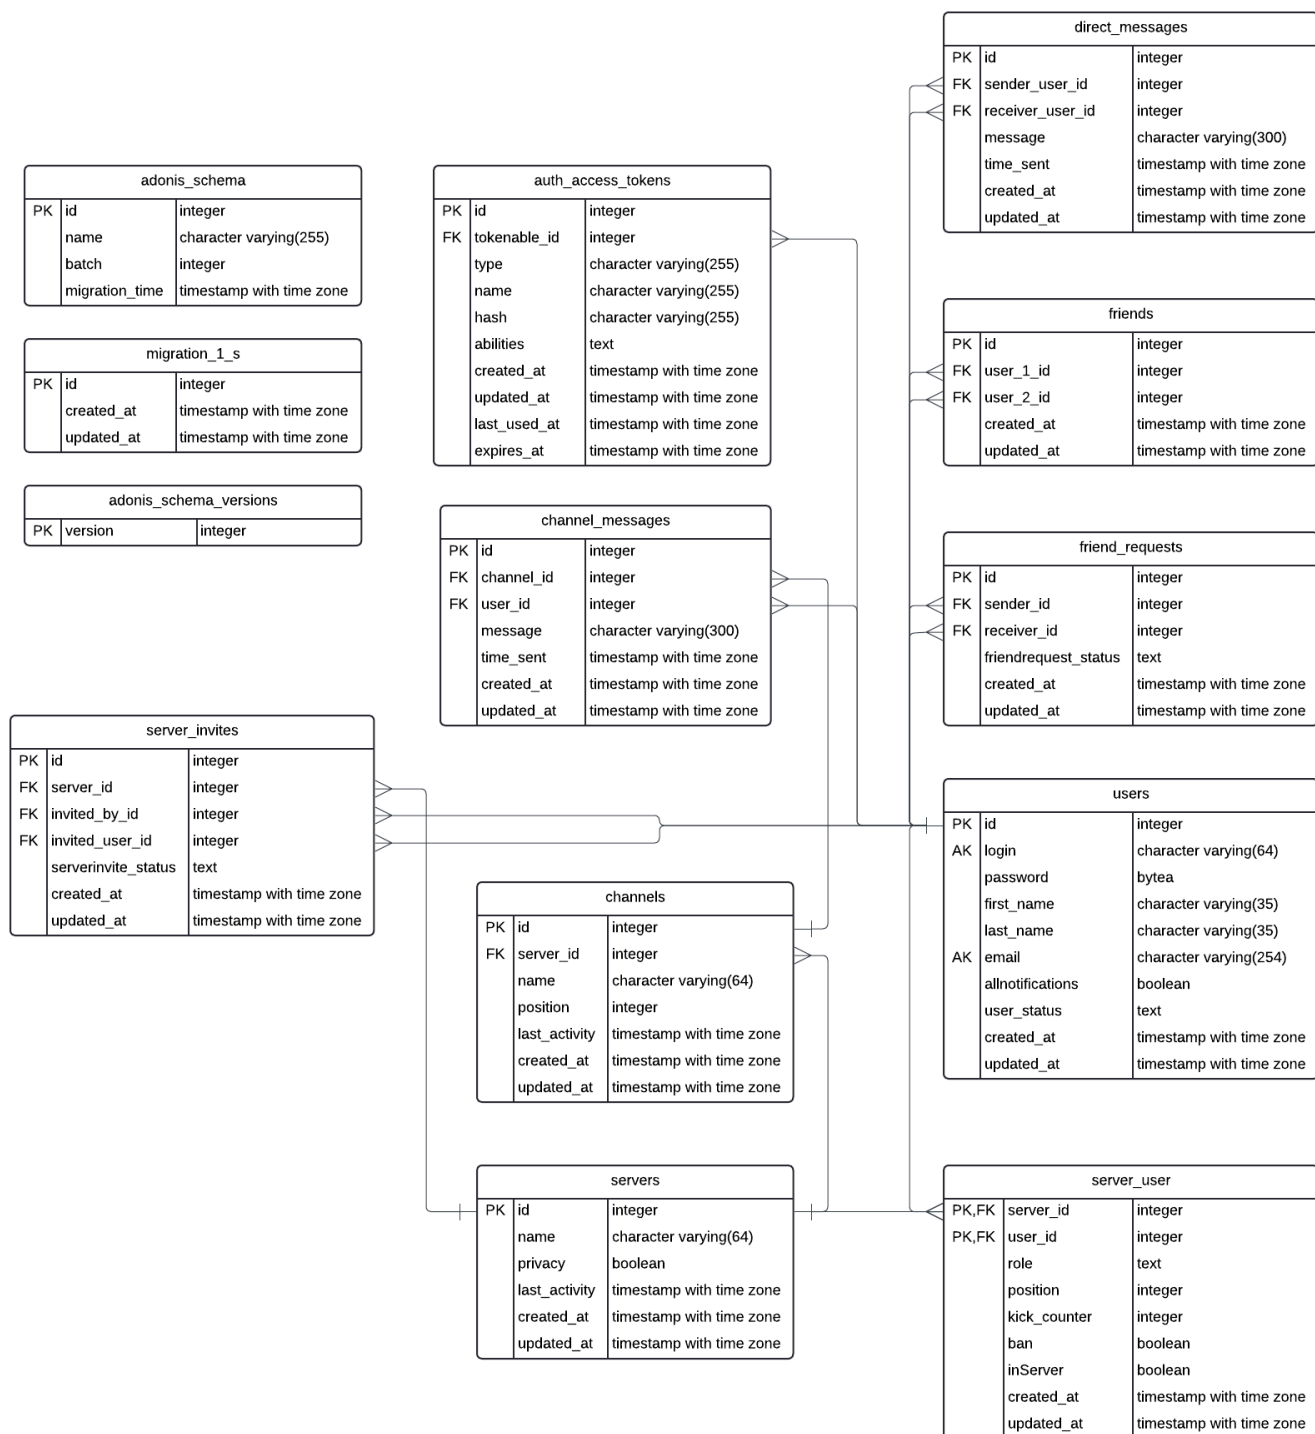 adonis_schema
PK id integer
name character varying(255)
batch integer
migration_time timestamp with time zone
migration_1_s
PK id integer
created_at timestamp with time zone
updated_at timestamp with time zone
adonis_schema_versions
PK version integer
server_invites
PK id integer
FK server_id integer
FK invited_by_id integer
FK invited_user_id integer
serverinvite_status text
created_at timestamp with time zone
updated_at timestamp with time zone
auth_access_tokens
PK id integer
FK tokenable_id integer
type character varying(255)
name character varying(255)
hash character varying(255)
abilities text
created_at timestamp with time zone
updated_at timestamp with time zone
last_used_at timestamp with time zone
expires_at timestamp with time zone
channel_messages
PK id integer
FK channel_id integer
FK user_id integer
message character varying(300)
time_sent timestamp with time zone
created_at timestamp with time zone
updated_at timestamp with time zone
channels
PK id integer
FK server_id integer
name character varying(64)
position integer
last_activity timestamp with time zone
created_at timestamp with time zone
updated_at timestamp with time zone
servers
PK id integer
name character varying(64)
privacy boolean
last_activity timestamp with time zone
created_at timestamp with time zone
updated_at timestamp with time zone
direct_messages
PK id integer
FK sender_user_id integer
FK receiver_user_id integer
message character varying(300)
time_sent timestamp with time zone
created_at timestamp with time zone
updated_at timestamp with time zone
friends
PK id integer
FK user_1_id integer
FK user_2_id integer
created_at timestamp with time zone
updated_at timestamp with time zone
friend_requests
PK id integer
FK sender_id integer
FK receiver_id integer
friendrequest_status text
created_at timestamp with time zone
updated_at timestamp with time zone
users
PK id integer
AK login character varying(64)
password bytea
first_name character varying(35)
last_name character varying(35)
AK email character varying(254)
allnotifications boolean
user_status text
created_at timestamp with time zone
updated_at timestamp with time zone
server_user
PK,FK server_id integer
PK,FK user_id integer
role text
position integer
kick_counter integer
ban boolean
inServer boolean
created_at timestamp with time zone
updated_at timestamp with time zone